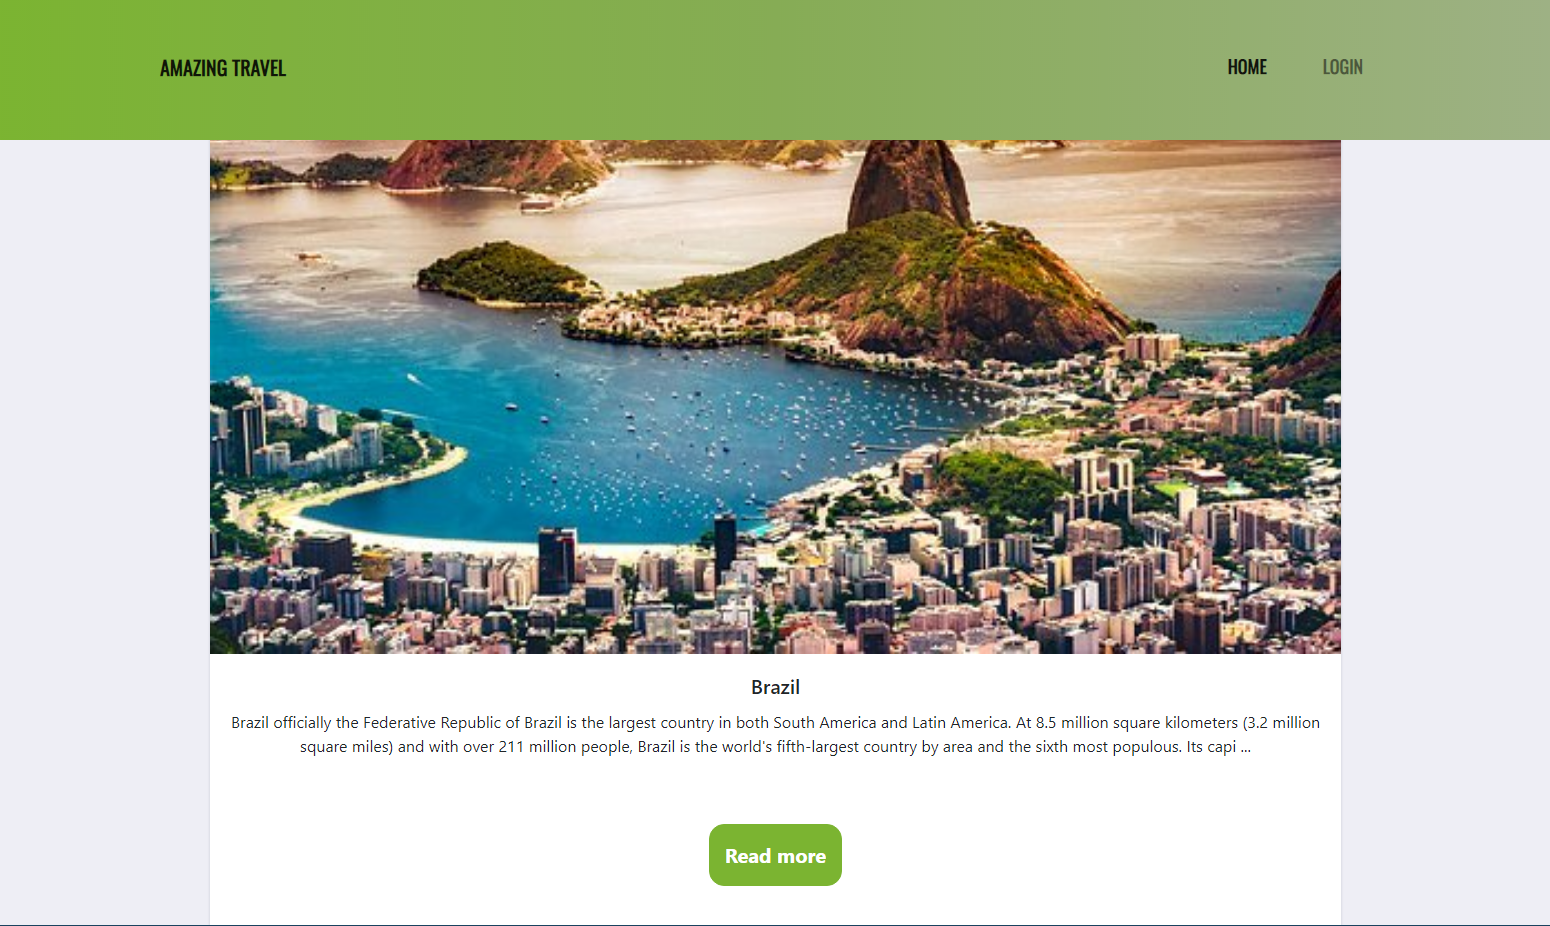 AMAZING TRAVEL
HOME
LOGIN
Brazil
Brazil officially the Federative Republic of Brazil is the largest country in both South America and Latin America. At 8.5 million square kilometers (3.2 million
square miles) and with over 211 million people, Brazil is the world's fifth-largest country by area and the sixth most populous. Its capi ...
Read more